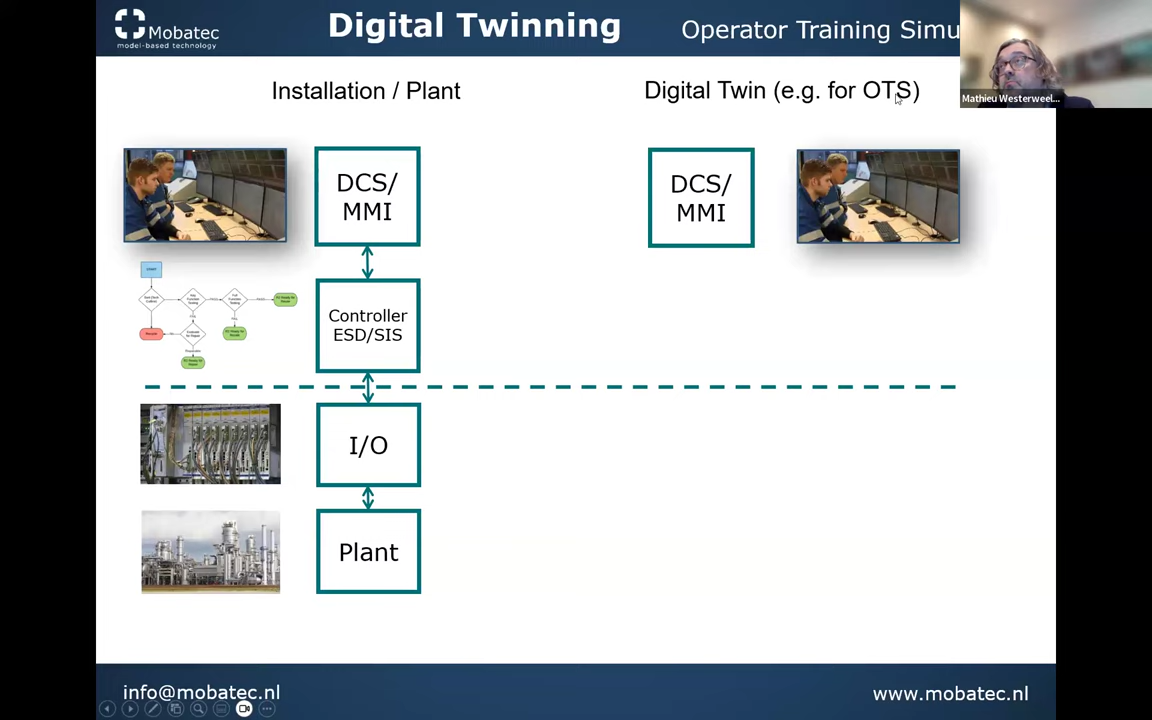 Mobatec
model-based technology
Digital Twinning
Operator Training Simu
Mathieu Westerweel...
Installation / Plant
Digital Twin (e.g. for OTS)
DCS/
MMI
DCS/
MMI
Controller
ESD/SIS
I/O
Plant
info@mobatec.nl
www.mobatec.nl